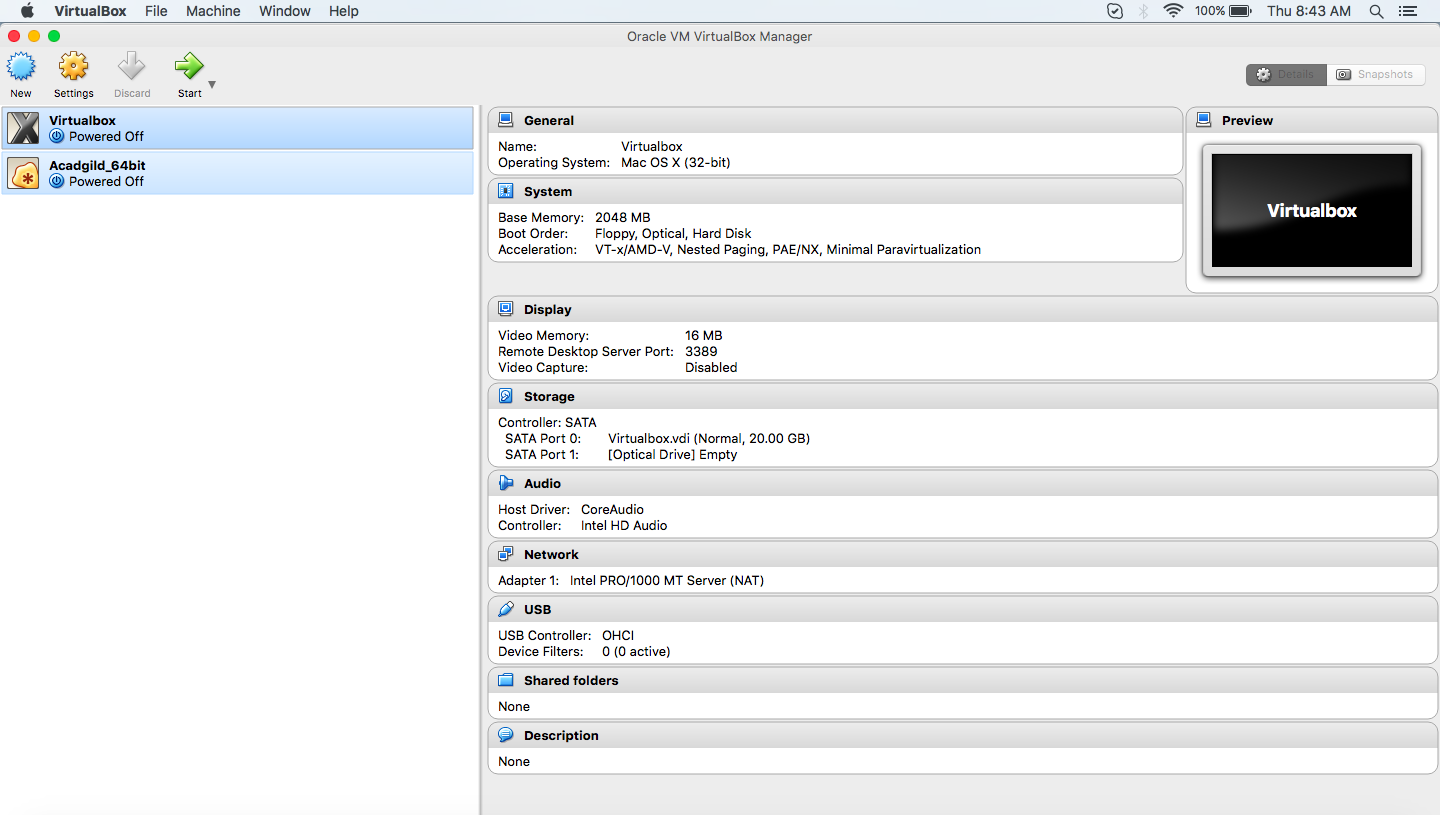 VirtualBox File Machine Window Help 100% Thu 8:43 AM
Oracle VM VirtualBox Manager
New Settings Discard Start Details Snapshots
Virtualbox
Powered Off
Acadgild_64bit
Powered Off
General
Name: Virtualbox
Operating System: Mac OS X (32-bit)
System
Base Memory: 2048 MB
Boot Order: Floppy, Optical, Hard Disk
Acceleration: VT-x/AMD-V, Nested Paging, PAE/NX, Minimal Paravirtualization
Preview
Virtualbox
Display
Video Memory: 16 MB
Remote Desktop Server Port: 3389
Video Capture: Disabled
Storage
Controller: SATA
SATA Port 0: Virtualbox.vdi (Normal, 20.00 GB)
SATA Port 1: [Optical Drive] Empty
Audio
Host Driver: CoreAudio
Controller: Intel HD Audio
Network
Adapter 1: Intel PRO/1000 MT Server (NAT)
USB
USB Controller: OHCI
Device Filters: 0 (0 active)
Shared folders
None
Description
None